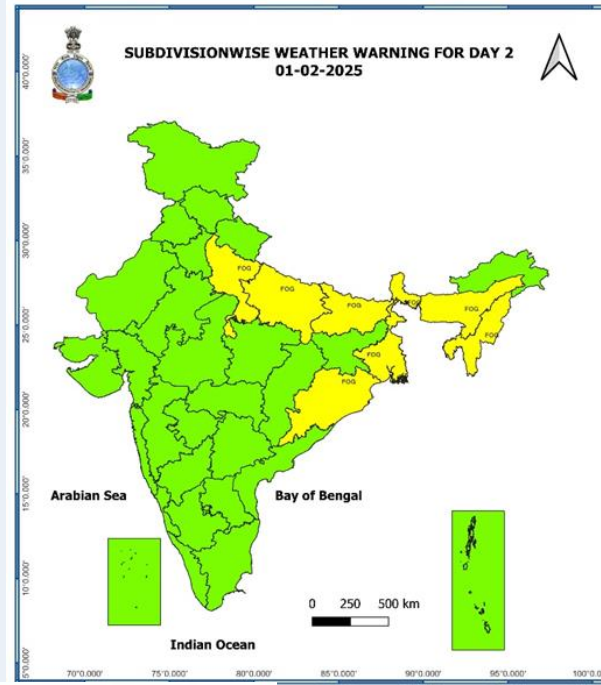 SUBDIVISIONWISE WEATHER WARNING FOR DAY 2
01-02-2025
40°0.000'
35°0.000'
30°0.000'
25°0.000'
20°0.000'
15°0.000'
10°0.000'
5°0.000'
FOG
FOG
FOG
FOG
FOG
FOG
FOG
FOG
Arabian Sea
Bay of Bengal
0 250 500 km
Indian Ocean
70°0.000' 75°0.000' 80°0.000' 85°0.000' 90°0.000' 95°0.000' 100°0.000'